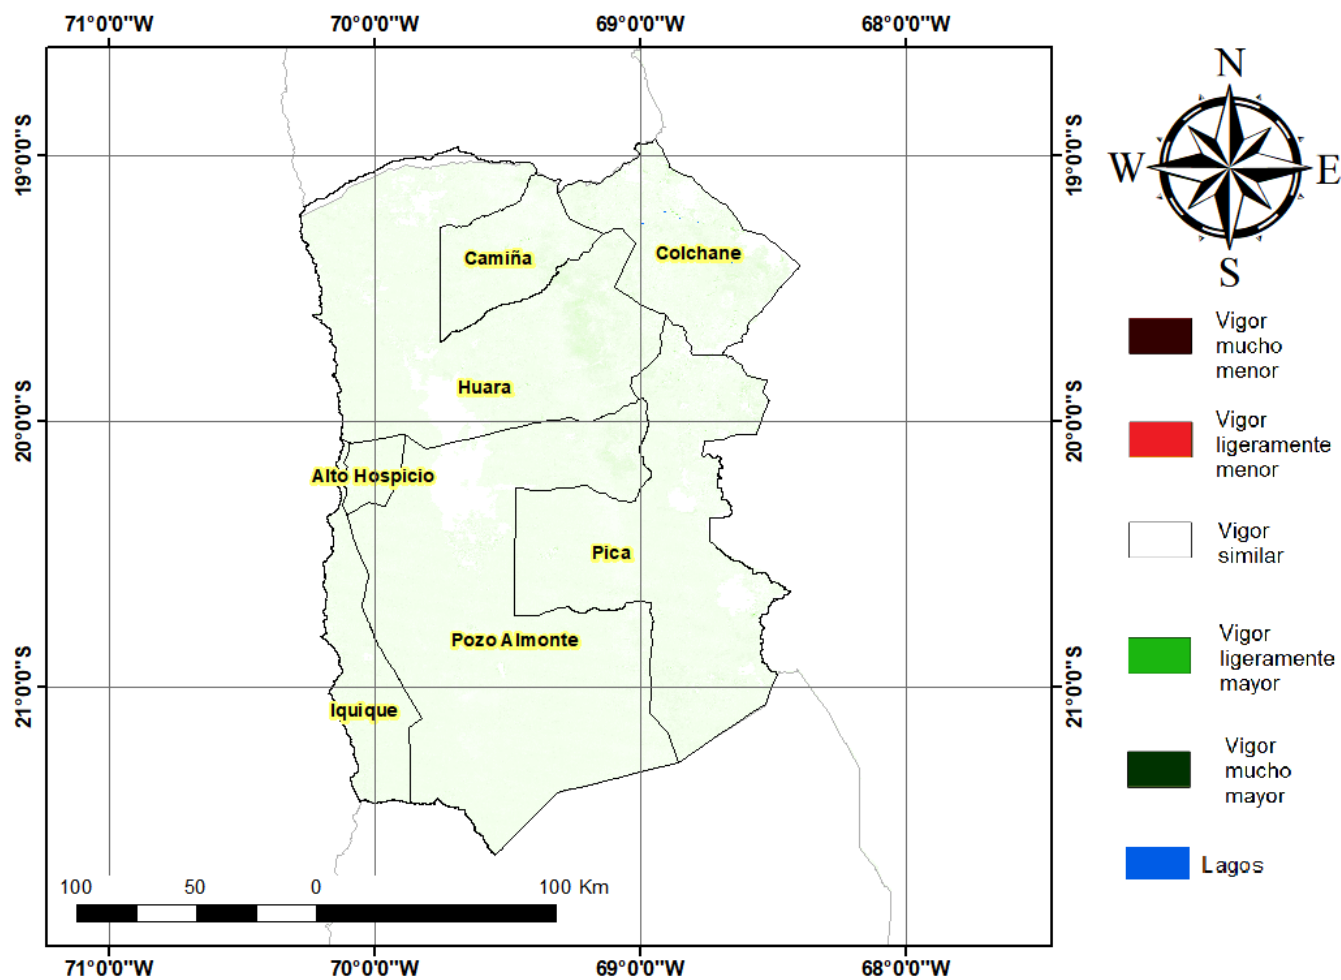 71°0'0"W 70°0'0"W 69°0'0"W 68°0'0"W
N
W E
S
19°0'0"S 19°0'0"S
Camiña
Colchane
Vigor
mucho
menor
Huara
20°0'0"S 20°0'0"S
Vigor
ligeramente
menor
Alto Hospicio
Pica
Vigor
similar
Pozo Almonte
Vigor
ligeramente
mayor
21°0'0"S 21°0'0"S
Iquique
Vigor
mucho
mayor
Lagos
100 50 0 100 Km
71°0'0"W 70°0'0"W 69°0'0"W 68°0'0"W